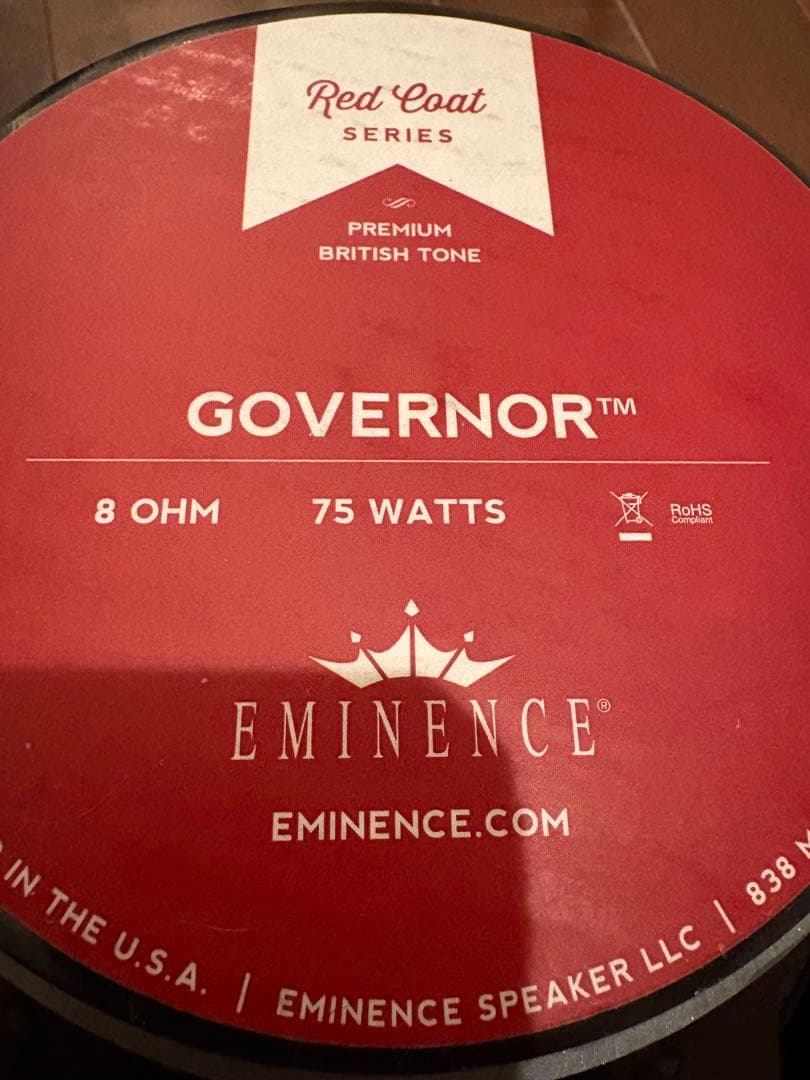 Red Coat
SERIES
PREMIUM
BRITISH TONE
GOVERNOR™
8 OHM 75 WATTS RoHS
Compliant
EMINENCE®
EMINENCE.COM
IN THE U.S.A. | EMINENCE SPEAKER LLC | 838